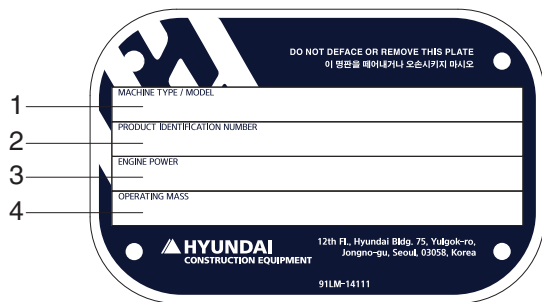 DO NOT DEFACE OR REMOVE THIS PLATE
이 명판을 떼어내거나 오손시키지 마시오
1
MACHINE TYPE / MODEL
2
PRODUCT IDENTIFICATION NUMBER
3
ENGINE POWER
4
OPERATING MASS
HYUNDAI
CONSTRUCTION EQUIPMENT
12th Fl., Hyundai Bldg. 75, Yulgok-ro,
Jongno-gu, Seoul, 03058, Korea
91LM-14111